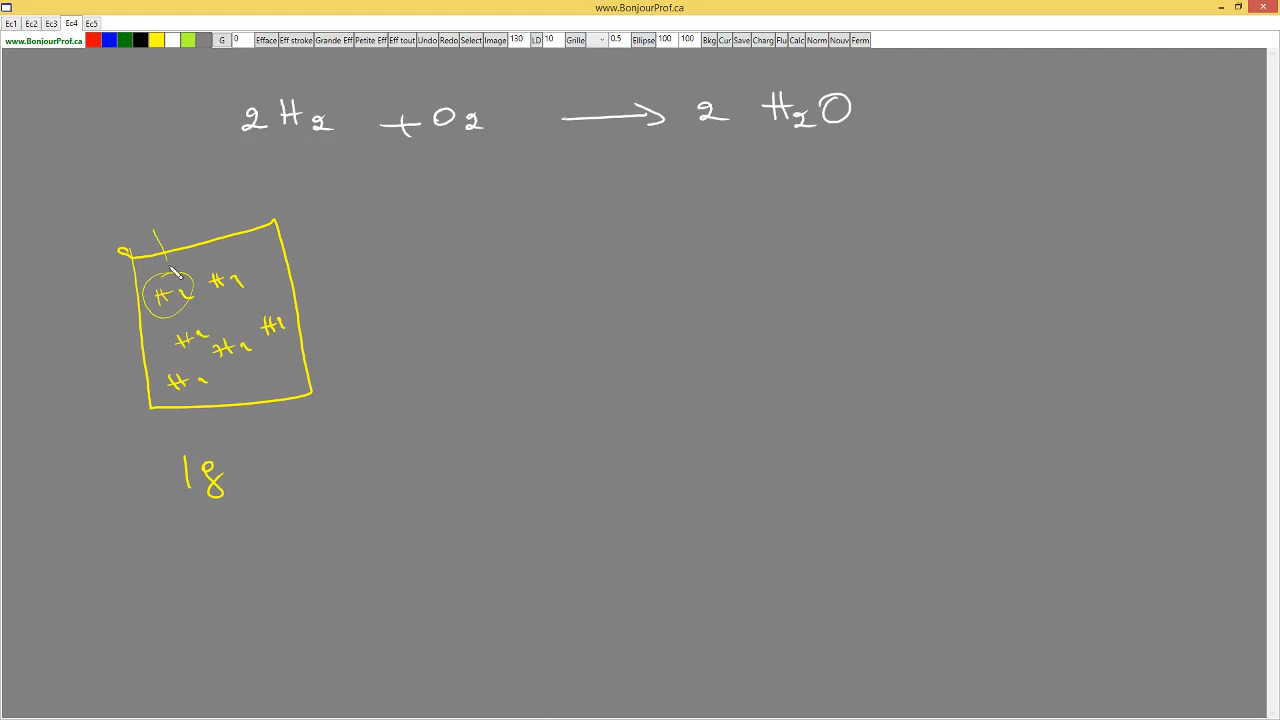 www.BonjourProf.ca
Ec1 Ec2 Ec3 Ec4 Ec5
www.BonjourProf.ca G 0 Efface Eff stroke Grande Eff Petite Eff Eff tout Undo Redo Select Image 130 LD 10 Grille 0.5 Ellipse 100 100 Bkg Cur Save Charg Flu Calc Norm Nouv Ferm
2 H2 + O2 → 2 H2O
H2 H2
H2 H2 H2
H2
1g